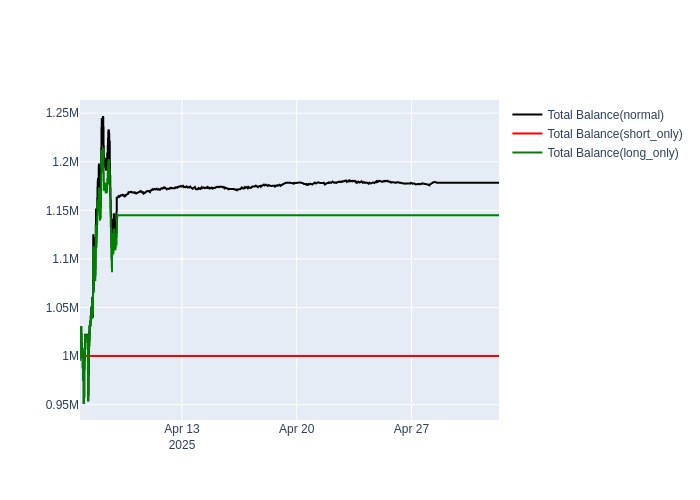 1.25M
1.2M
1.15M
1.1M
1.05M
1M
0.95M
Apr 13
2025
Apr 20
Apr 27
Total Balance(normal)
Total Balance(short_only)
Total Balance(long_only)